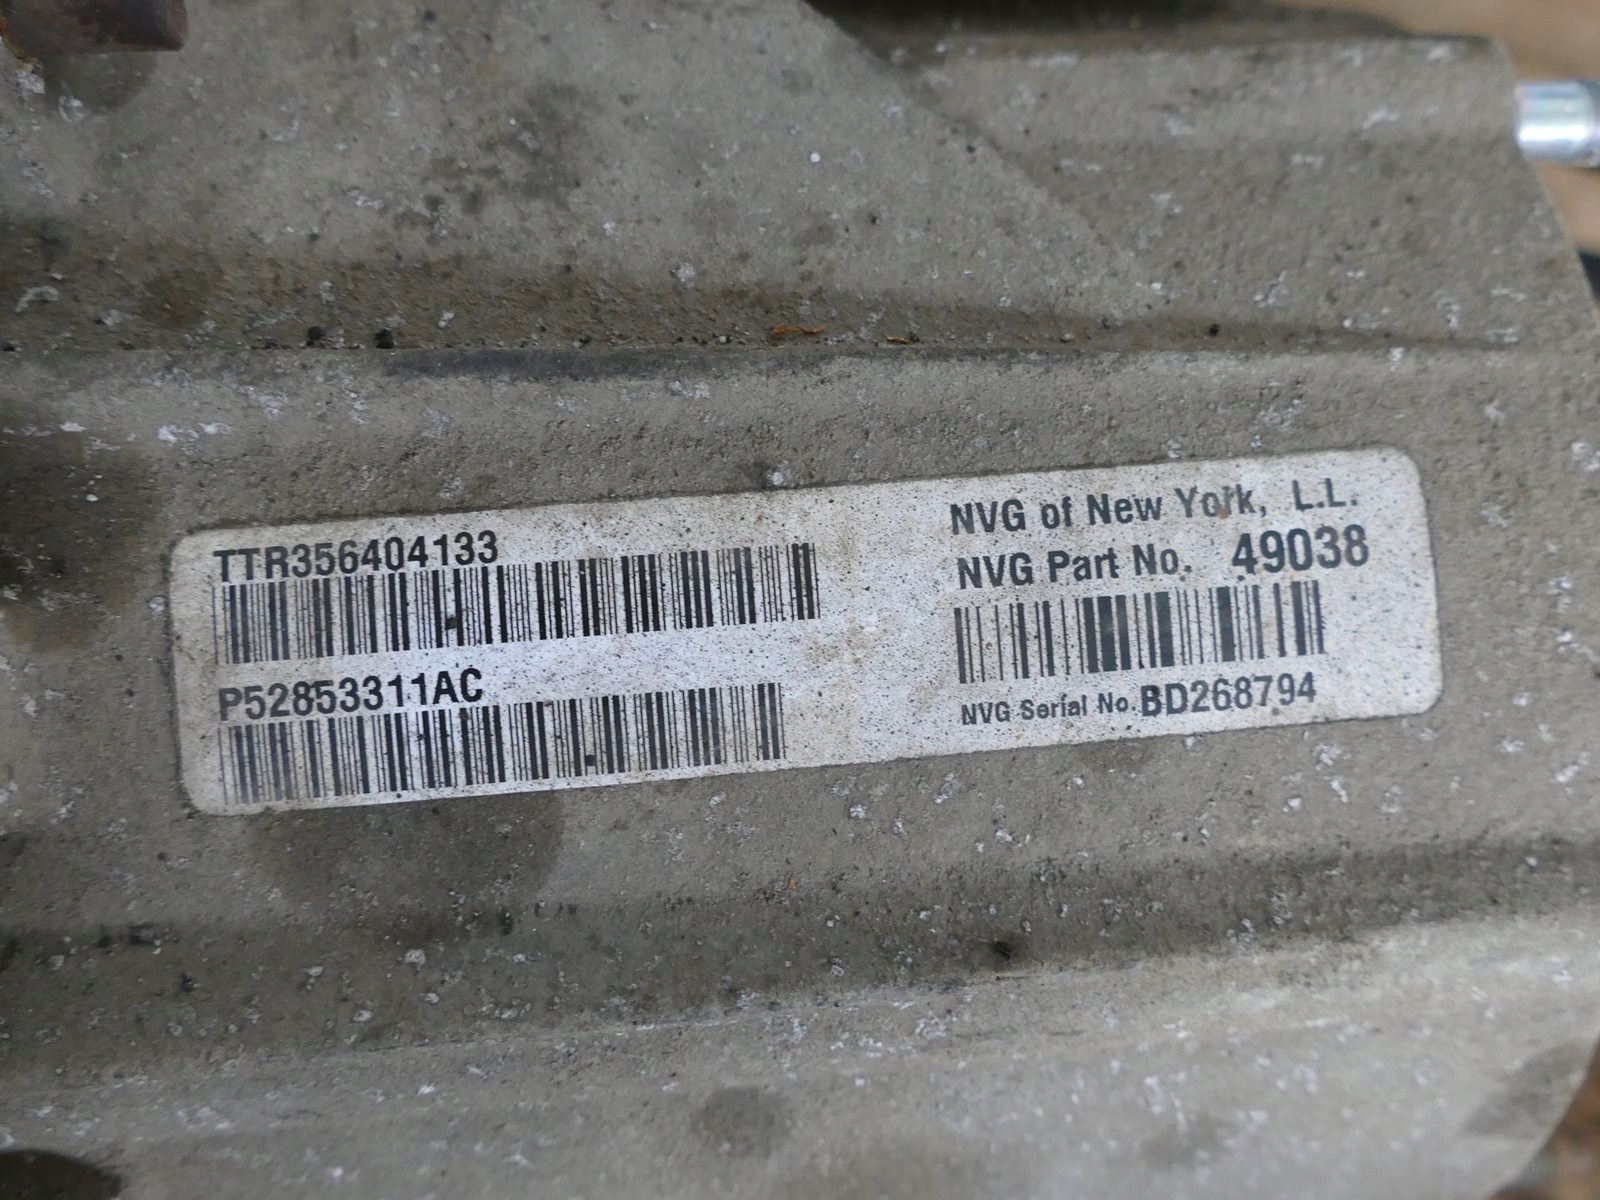 TTR356404133
P52853311AC
NVG of New York, L.L.
NVG Part No. 49038
NVG Serial No. BD268794